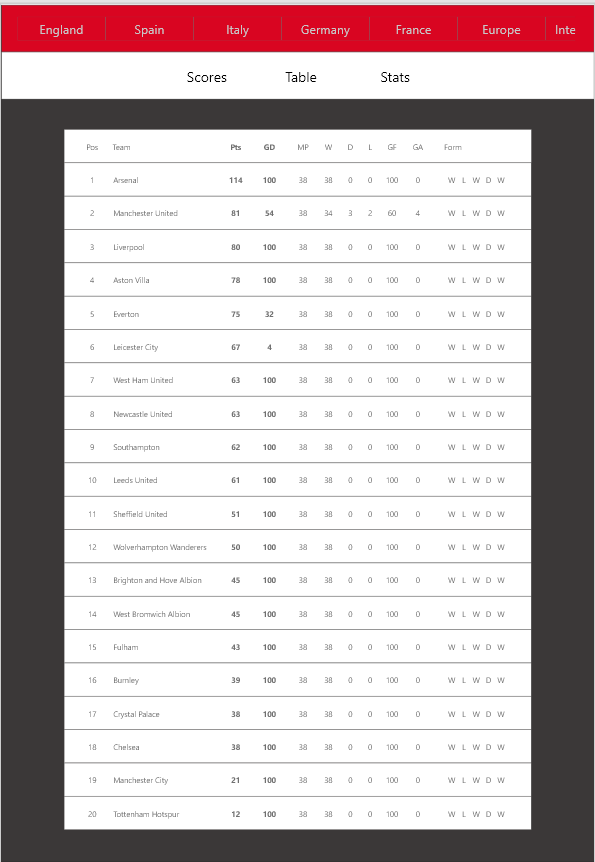 England Spain Italy Germany France Europe Inte
Scores Table Stats
Pos Team Pts GD MP W D L GF GA Form
1 Arsenal 114 100 38 38 0 0 100 0 W L W D W
2 Manchester United 81 54 38 34 3 2 60 4 W L W D W
3 Liverpool 80 100 38 38 0 0 100 0 W L W D W
4 Aston Villa 78 100 38 38 0 0 100 0 W L W D W
5 Everton 75 32 38 38 0 0 100 0 W L W D W
6 Leicester City 67 4 38 38 0 0 100 0 W L W D W
7 West Ham United 63 100 38 38 0 0 100 0 W L W D W
8 Newcastle United 63 100 38 38 0 0 100 0 W L W D W
9 Southampton 62 100 38 38 0 0 100 0 W L W D W
10 Leeds United 61 100 38 38 0 0 100 0 W L W D W
11 Sheffield United 51 100 38 38 0 0 100 0 W L W D W
12 Wolverhampton Wanderers 50 100 38 38 0 0 100 0 W L W D W
13 Brighton and Hove Albion 45 100 38 38 0 0 100 0 W L W D W
14 West Bromwich Albion 45 100 38 38 0 0 100 0 W L W D W
15 Fulham 43 100 38 38 0 0 100 0 W L W D W
16 Burnley 39 100 38 38 0 0 100 0 W L W D W
17 Crystal Palace 38 100 38 38 0 0 100 0 W L W D W
18 Chelsea 38 100 38 38 0 0 100 0 W L W D W
19 Manchester City 21 100 38 38 0 0 100 0 W L W D W
20 Tottenham Hotspur 12 100 38 38 0 0 100 0 W L W D W